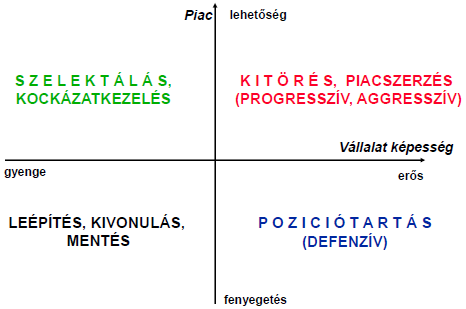 Piac
lehetőség
S Z E L E K T Á L Á S,
KOCKÁZATKEZELÉS
K I T Ö R É S, PIACSZERZÉS
(PROGRESSZÍV, AGGRESSZÍV)
Vállalat képesség
gyenge
erős
LEÉPÍTÉS, KIVONULÁS,
MENTÉS
P O Z I C I Ó T A R T Á S
(DEFENZÍV)
fenyegetés